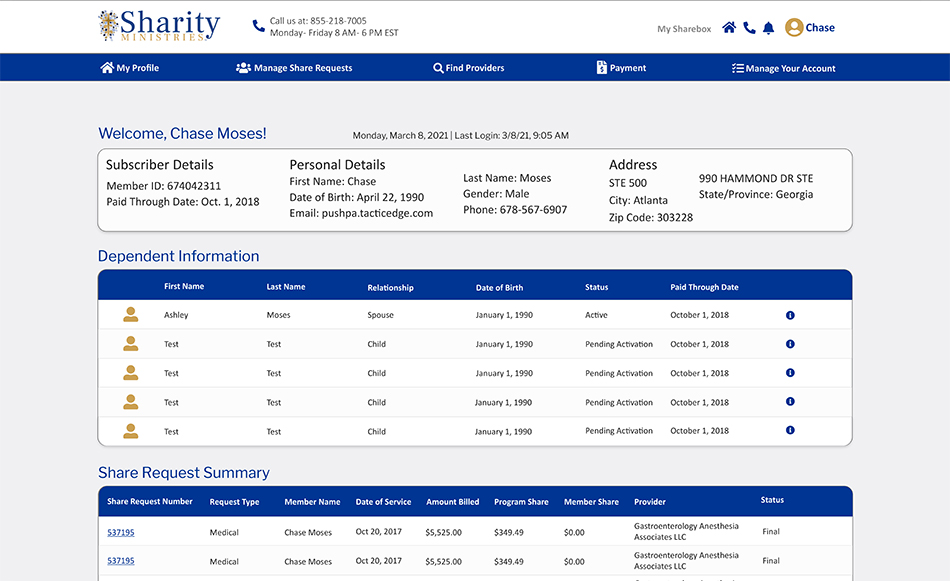 Sharity
MINISTRIES
Call us at: 855-218-7005
Monday- Friday 8 AM- 6 PM EST
My Sharebox
Chase
My Profile
Manage Share Requests
Find Providers
Payment
Manage Your Account
Welcome, Chase Moses!
Monday, March 8, 2021 | Last Login: 3/8/21, 9:05 AM
Subscriber Details
Member ID: 674042311
Paid Through Date: Oct. 1, 2018
Personal Details
First Name: Chase
Date of Birth: April 22, 1990
Email: pushpa.tacticedge.com
Last Name: Moses
Gender: Male
Phone: 678-567-6907
Address
STE 500
City: Atlanta
Zip Code: 303228
990 HAMMOND DR STE
State/Province: Georgia
Dependent Information
First Name Last Name Relationship Date of Birth Status Paid Through Date
Ashley Moses Spouse January 1, 1990 Active October 1, 2018
Test Test Child January 1, 1990 Pending Activation October 1, 2018
Test Test Child January 1, 1990 Pending Activation October 1, 2018
Test Test Child January 1, 1990 Pending Activation October 1, 2018
Test Test Child January 1, 1990 Pending Activation October 1, 2018
Share Request Summary
Share Request Number Request Type Member Name Date of Service Amount Billed Program Share Member Share Provider Status
537195 Medical Chase Moses Oct 20, 2017 $5,525.00 $349.49 $0.00 Gastroenterology Anesthesia Final
Associates LLC
537195 Medical Chase Moses Oct 20, 2017 $5,525.00 $349.49 $0.00 Gastroenterology Anesthesia Final
Associates LLC